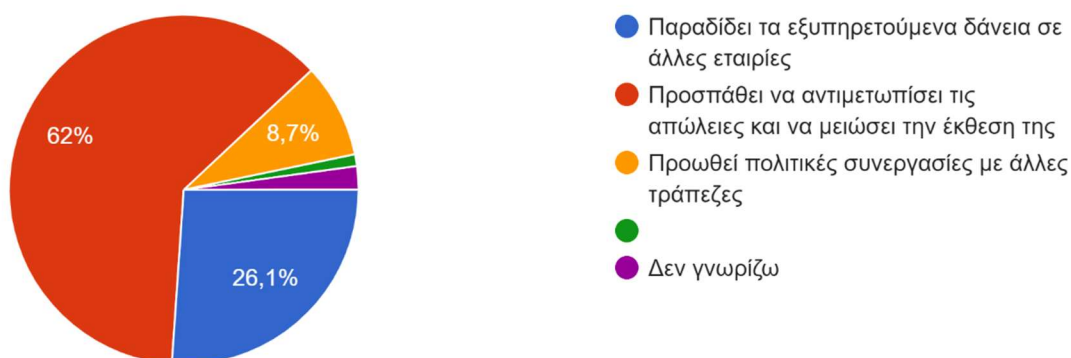 62%
8,7%
26,1%
Παραδίδει τα εξυπηρετούμενα δάνεια σε
άλλες εταιρίες
Προσπάθει να αντιμετωπίσει τις
απώλειες και να μειώσει την έκθεση της
Προωθεί πολιτικές συνεργασίες με άλλες
τράπεζες
Δεν γνωρίζω